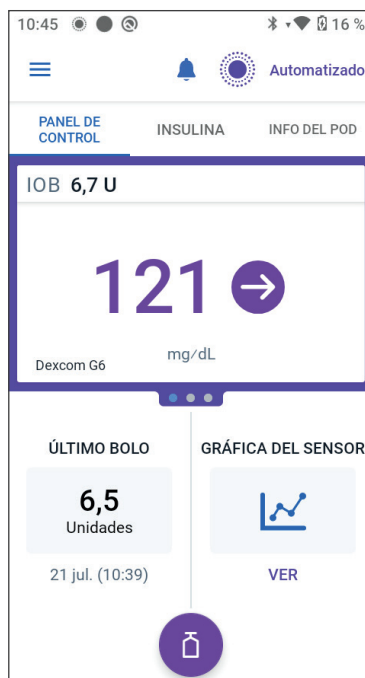 10:45 16 %
Automatizado
PANEL DE CONTROL INSULINA INFO DEL POD
IOB 6,7 U
121
mg/dL
Dexcom G6
ÚLTIMO BOLO
6,5
Unidades
21 jul. (10:39)
GRÁFICA DEL SENSOR
VER